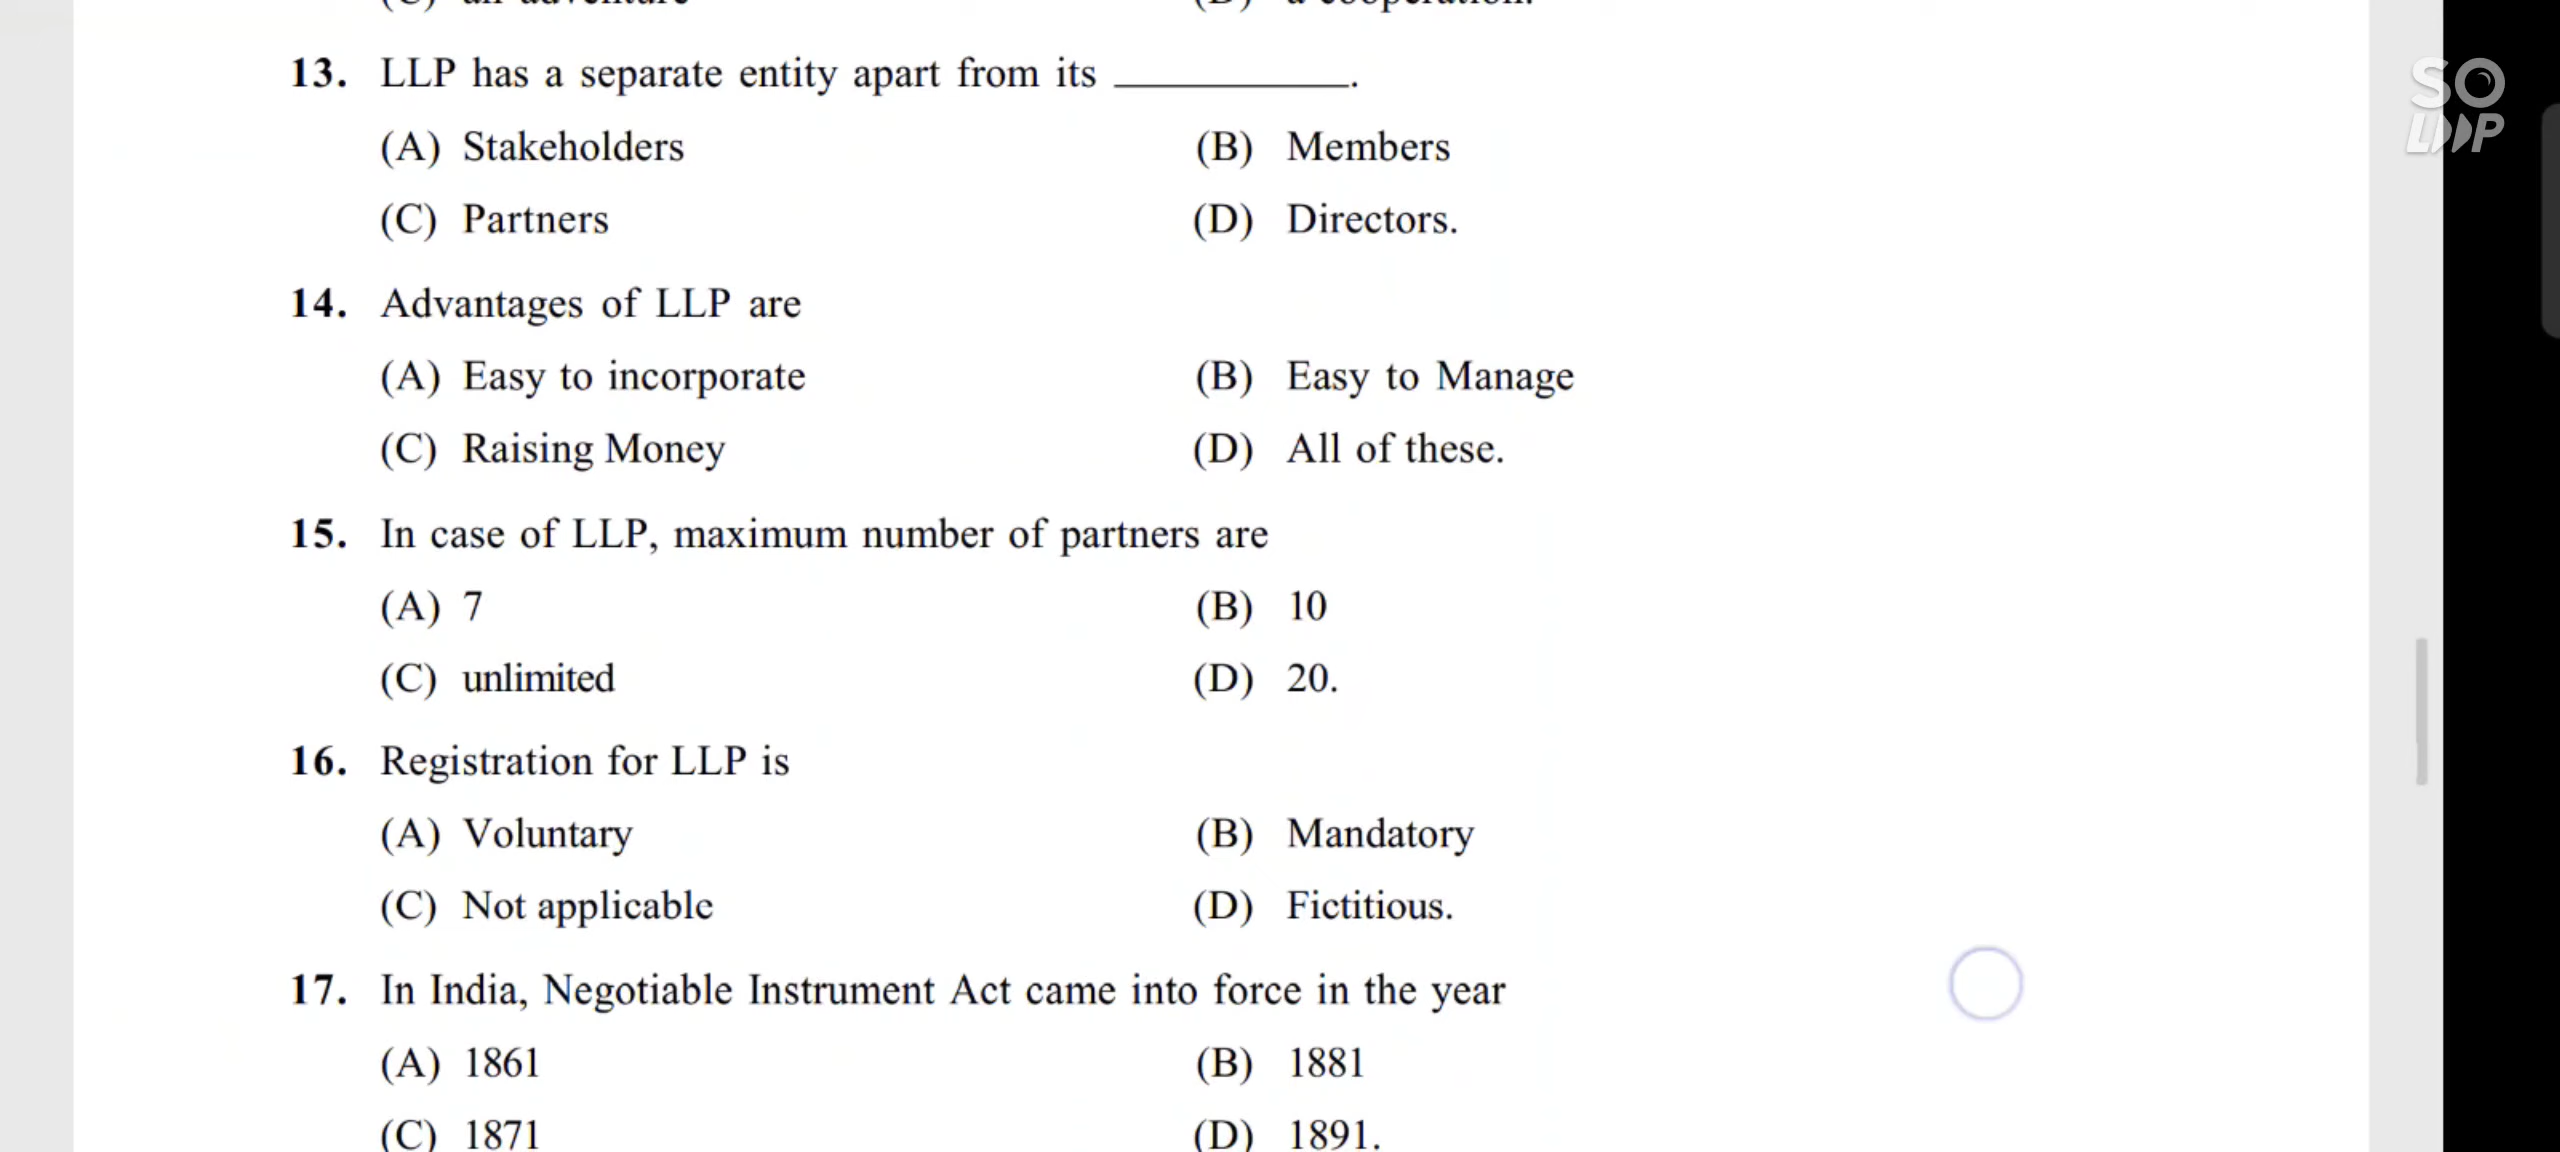 13. LLP has a separate entity apart from its ___________.
(A) Stakeholders (B) Members
(C) Partners (D) Directors.
14. Advantages of LLP are
(A) Easy to incorporate (B) Easy to Manage
(C) Raising Money (D) All of these.
15. In case of LLP, maximum number of partners are
(A) 7 (B) 10
(C) unlimited (D) 20.
16. Registration for LLP is
(A) Voluntary (B) Mandatory
(C) Not applicable (D) Fictitious.
17. In India, Negotiable Instrument Act came into force in the year
(A) 1861 (B) 1881
(C) 1871 (D) 1891.